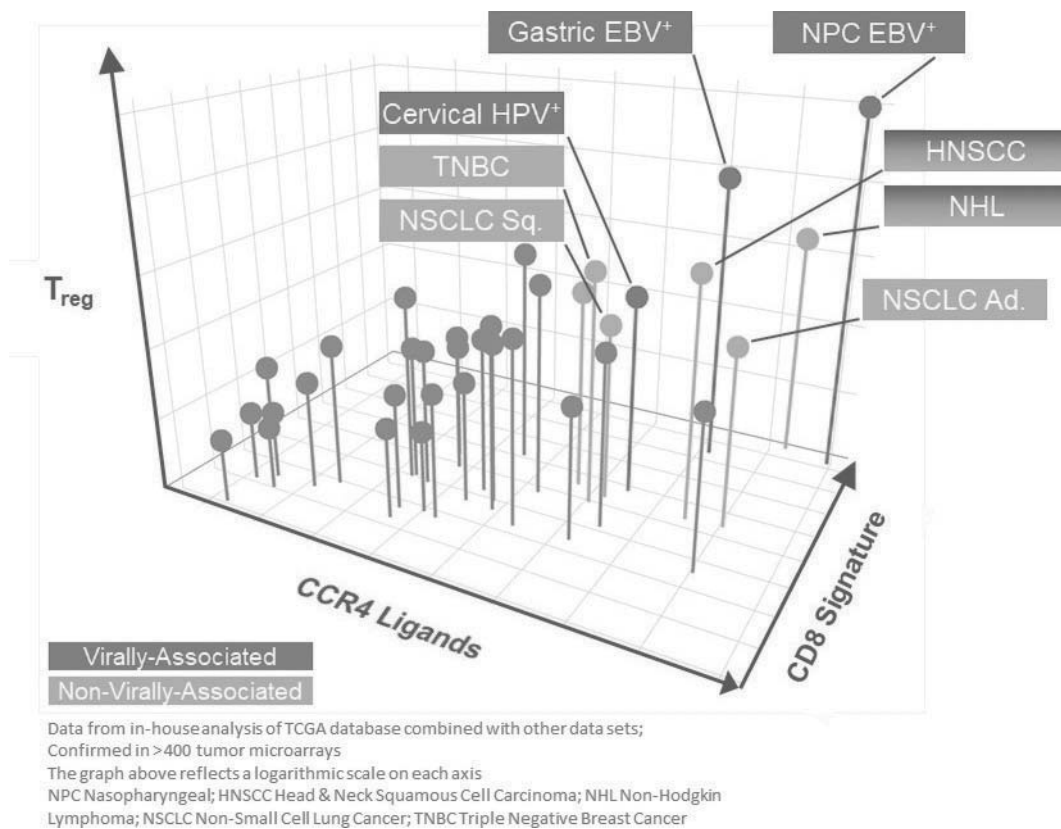 Gastric EBV+
NPC EBV+
Cervical HPV+
HNSCC
TNBC
NHL
NSCLC Sq.
Treg
NSCLC Ad.
CCR4 Ligands
CD8 Signature
Virally-Associated
Non-Virally-Associated
Data from in-house analysis of TCGA database combined with other data sets;
Confirmed in >400 tumor microarrays
The graph above reflects a logarithmic scale on each axis
NPC Nasopharyngeal; HNSCC Head & Neck Squamous Cell Carcinoma; NHL Non-Hodgkin
Lymphoma; NSCLC Non-Small Cell Lung Cancer; TNBC Triple Negative Breast Cancer